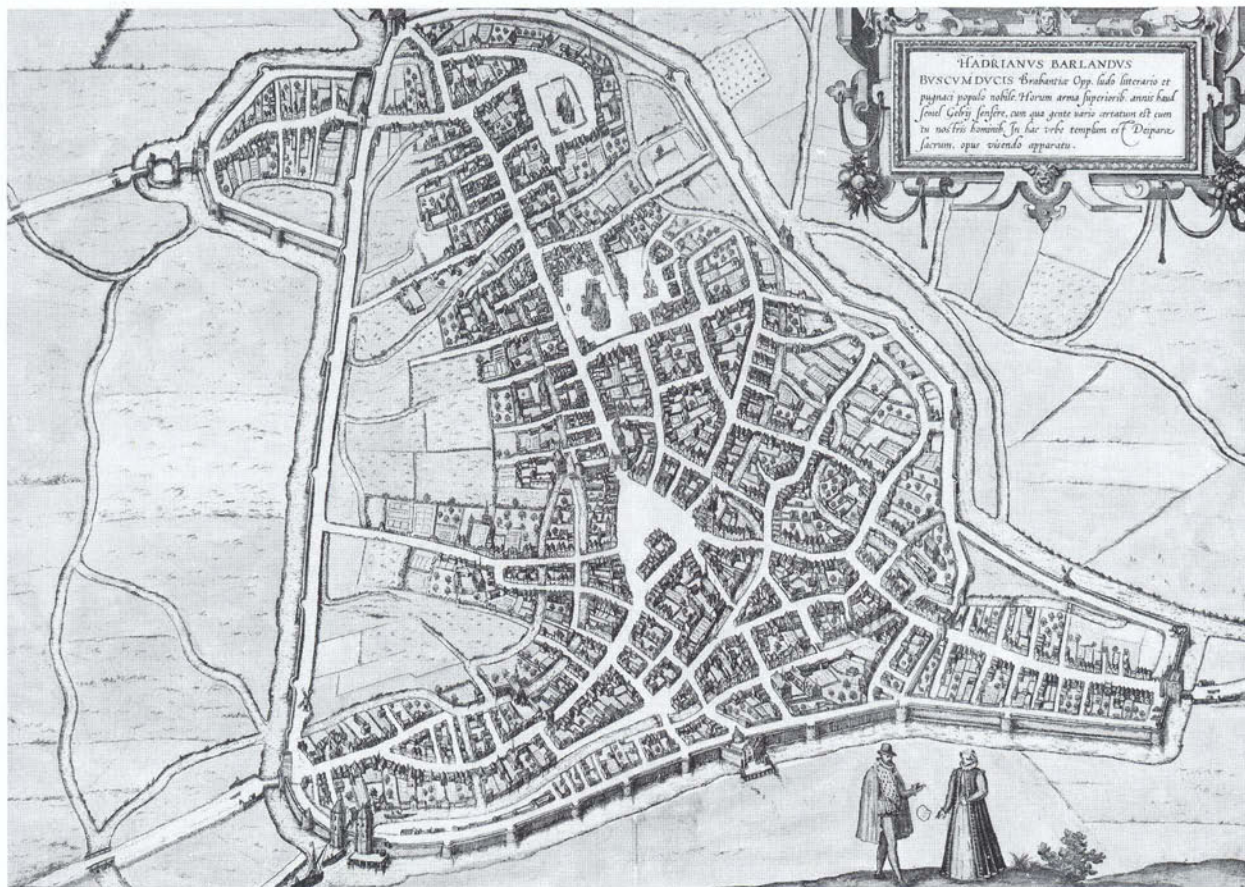 HADRIANVS BARLANDVS
BVSCVM DVCIS Brabantiæ Opp. ludo litterario et
pugnaci populo nobile. Horum arma superiorib. annis haud
semel Gelrij sensere, cum qua gente vario certatum est cum
tu nostris hominib. In hac vrbe templum est Deiparæ
sacrum, opus visendo apparatu.